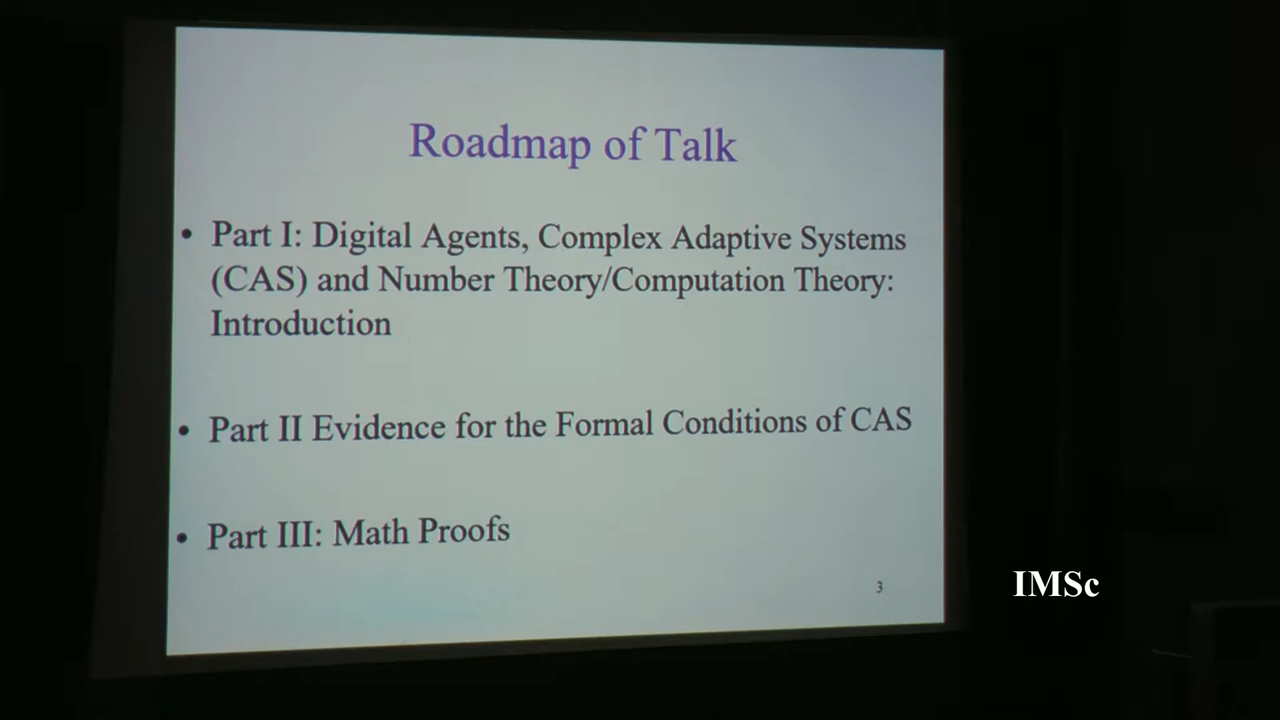 Roadmap of Talk
• Part I: Digital Agents, Complex Adaptive Systems
(CAS) and Number Theory/Computation Theory:
Introduction
• Part II Evidence for the Formal Conditions of CAS
• Part III: Math Proofs
3
IMSc